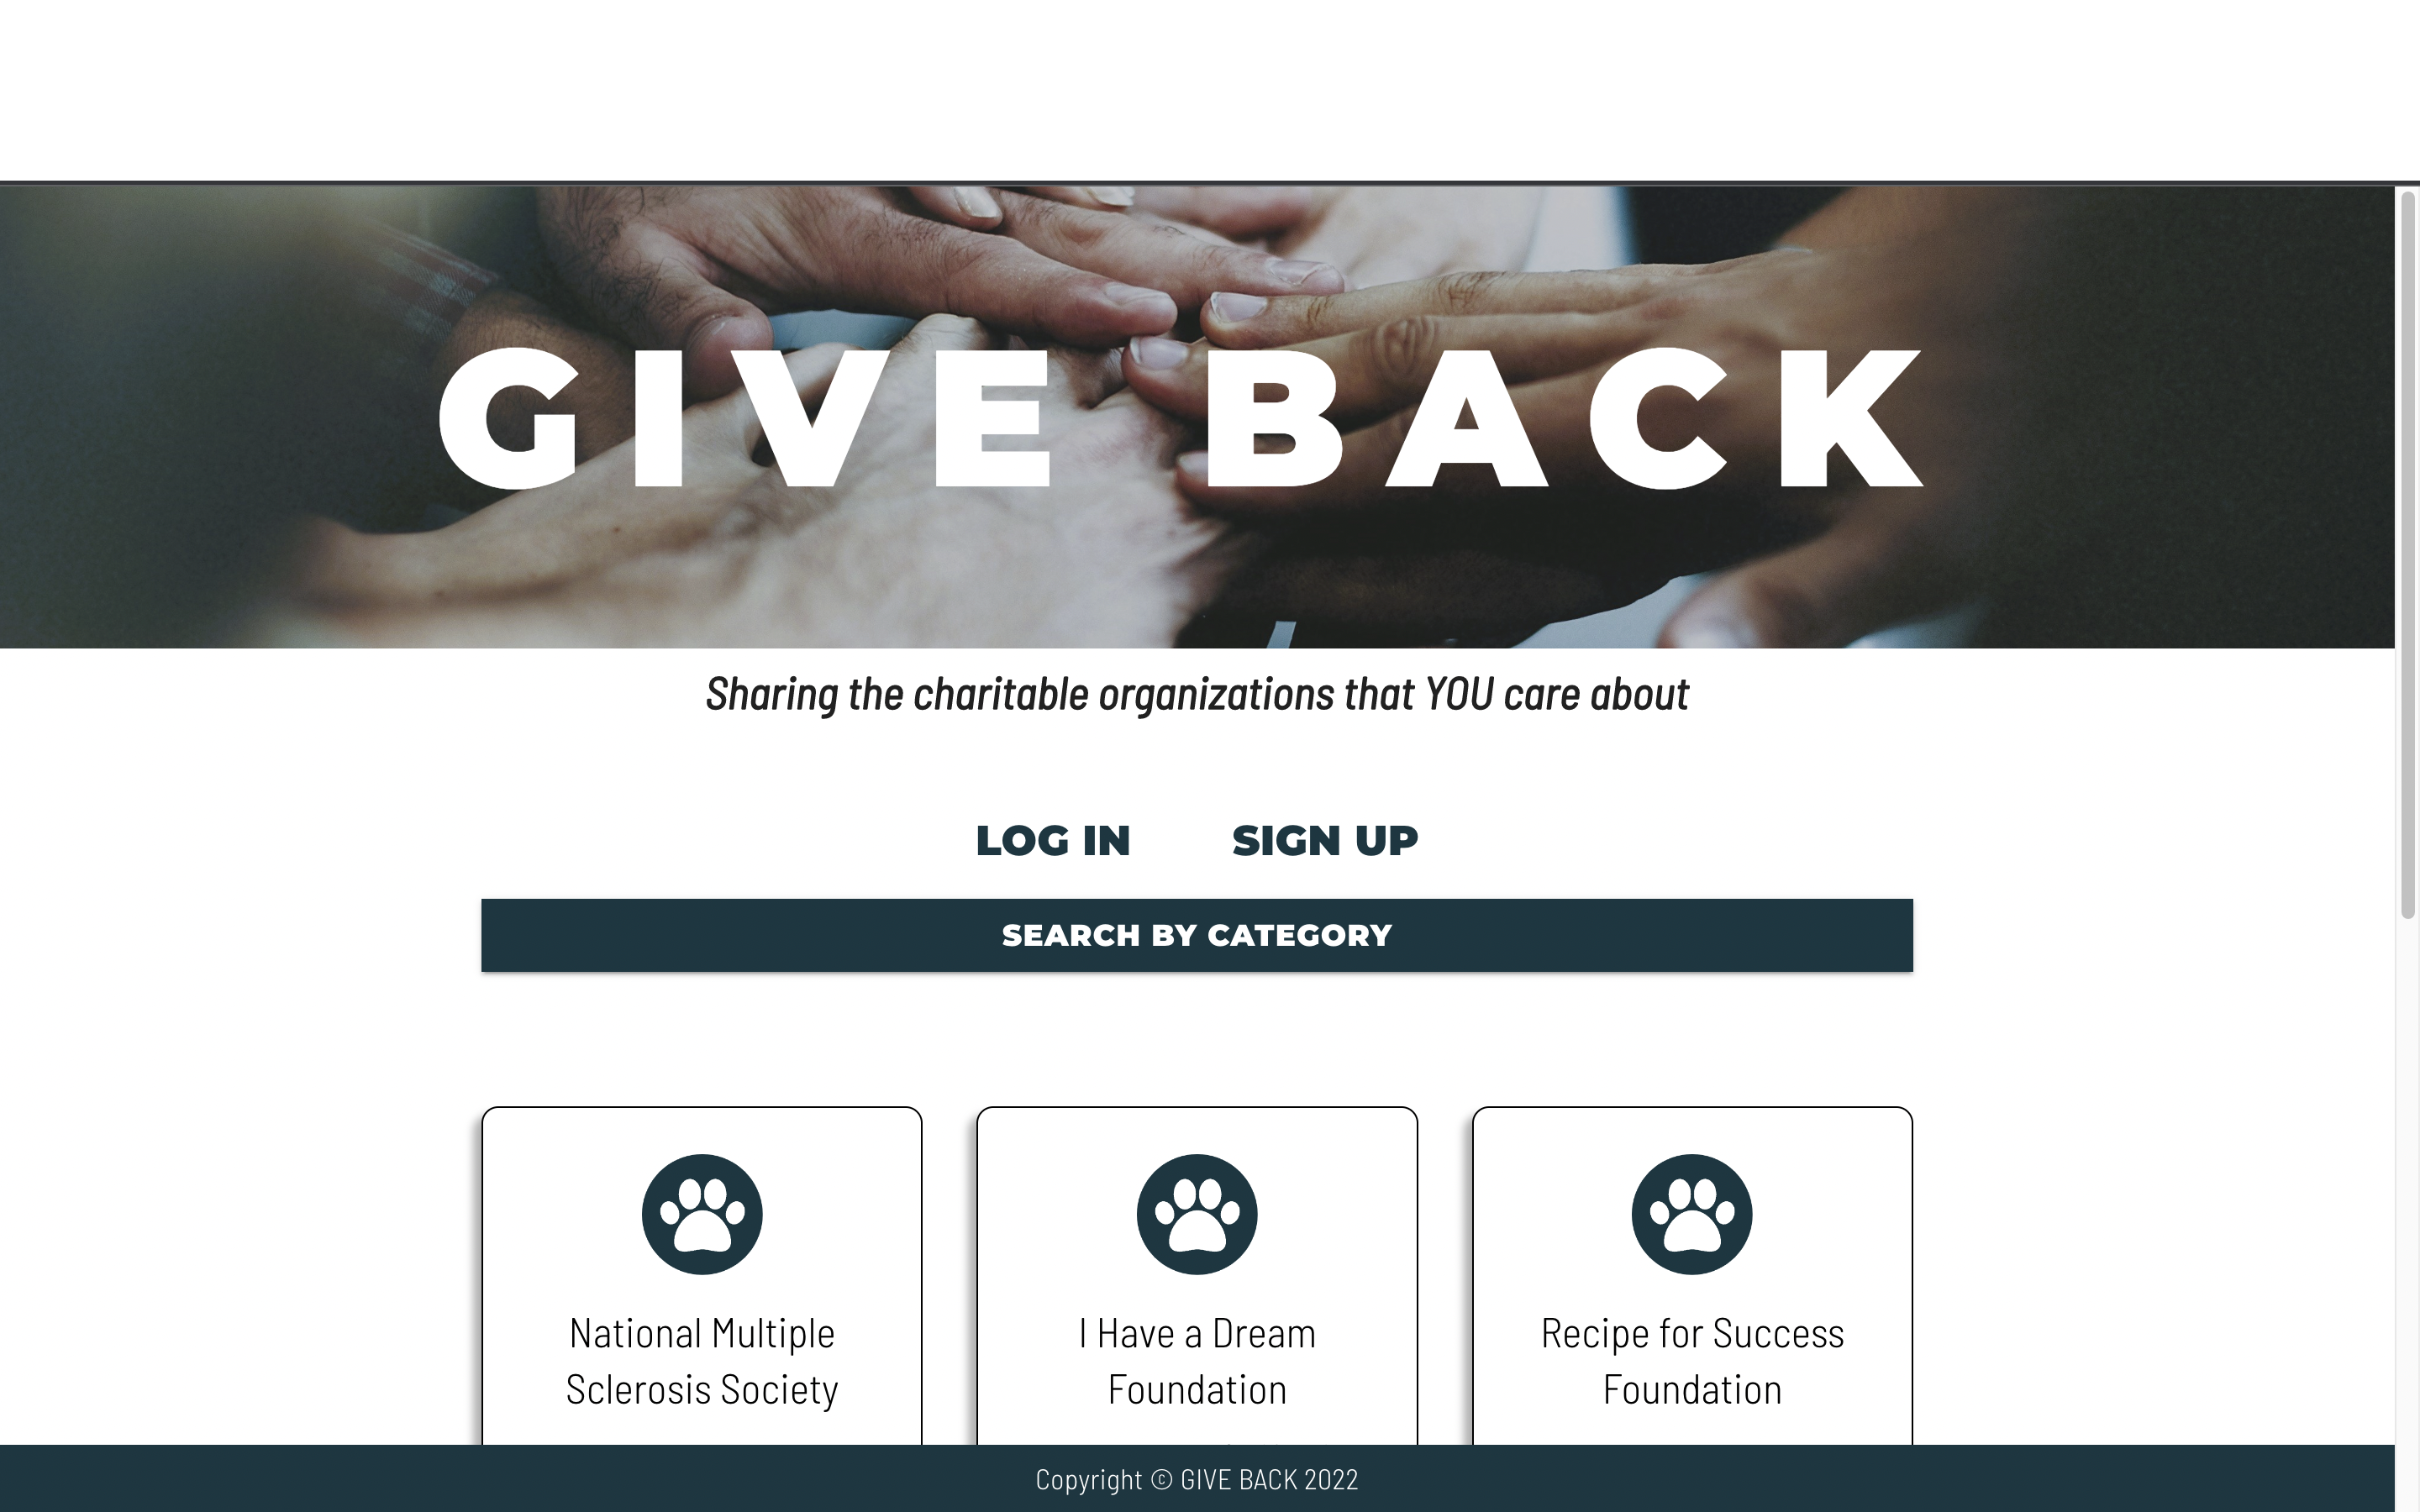 GIVE BACK
Sharing the charitable organizations that YOU care about
LOG IN SIGN UP
SEARCH BY CATEGORY
National Multiple
Sclerosis Society
I Have a Dream
Foundation
Recipe for Success
Foundation
Copyright © GIVE BACK 2022